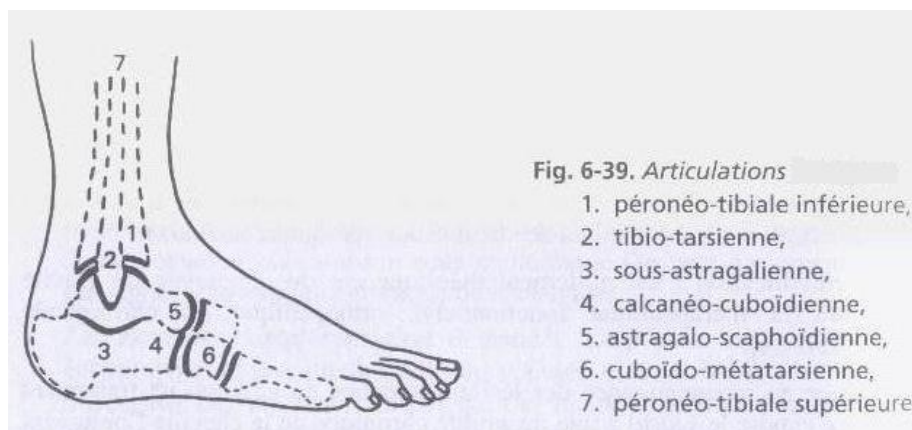 7
1
2
5
3
4
6
Fig. 6-39. Articulations
1. péronéo-tibiale inférieure,
2. tibio-tarsienne,
3. sous-astragalienne,
4. calcanéo-cuboïdienne,
5. astragalo-scaphoïdienne,
6. cuboïdo-métatarsienne,
7. péronéo-tibiale supérieure